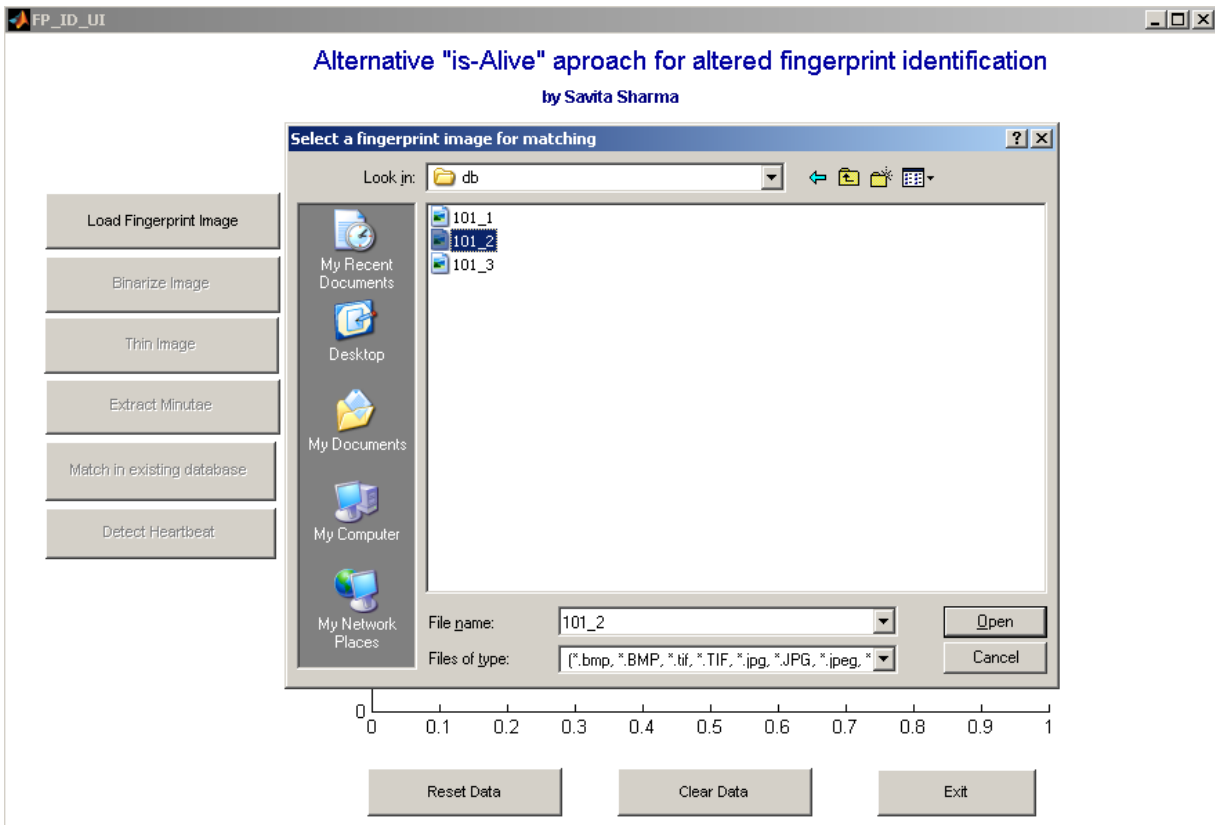 FP_ID_UI
Alternative "is-Alive" aproach for altered fingerprint identification
by Savita Sharma
Select a fingerprint image for matching
Look in:
db
Load Fingerprint Image
Binarize Image
Thin Image
Extract Minutae
Match in existing database
Detect Heartbeat
My Recent
Documents
Desktop
My Documents
My Computer
My Network
Places
101_1
101_2
101_3
File name:
101_2
Open
Files of type:
(*.bmp, *.BMP, *.tif, *.TIF, *.jpg, *.JPG, *.jpeg, *
Cancel
0
0 0.1 0.2 0.3 0.4 0.5 0.6 0.7 0.8 0.9 1
Reset Data
Clear Data
Exit